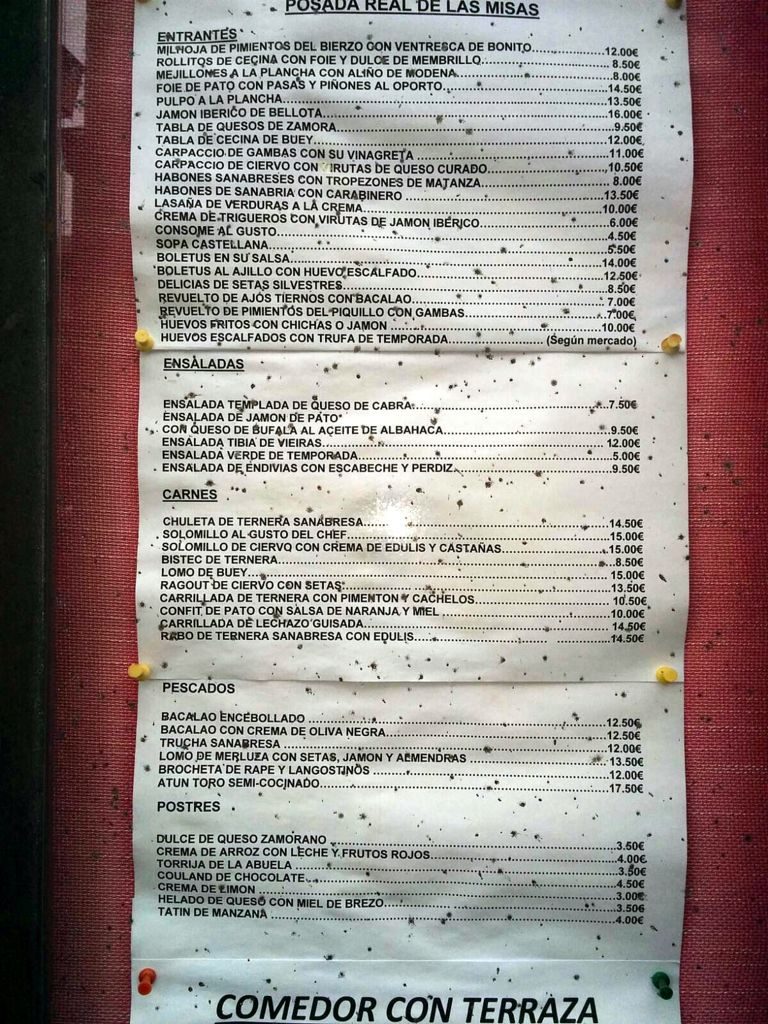 POSADA REAL DE LAS MISAS
ENTRANTES
MILHOJA DE PIMIENTOS DEL BIERZO CON VENTRESCA DE BONITO....12.00€
ROLLITOS DE CECINA CON FOIE Y DULCE DE MEMBRILLO....8.50€
MEJILLONES A LA PLANCHA CON ALIÑO DE MODENA....8.00€
FOIE DE PATO CON PASAS Y PIÑONES AL OPORTO....14.50€
PULPO A LA PLANCHA....13.50€
JAMON IBERICO DE BELLOTA....16.00€
TABLA DE QUESOS DE ZAMORA....9.50€
TABLA DE CECINA DE BUEY....12.00€
CARPACCIO DE GAMBAS CON SU VINAGRETA....11.00€
CARPACCIO DE CIERVO CON VIRUTAS DE QUESO CURADO....10.50€
HABONES SANABRESES CON TROPEZONES DE MATANZA....8.00€
HABONES DE SANABRIA CON CARABINERO....13.50€
LASAÑA DE VERDURAS A LA CREMA....10.00€
CREMA DE TRIGUEROS CON VIRUTAS DE JAMON IBERICO....6.00€
CONSOME AL GUSTO....4.50€
SOPA CASTELLANA....5.50€
BOLETUS EN SU SALSA....14.00€
BOLETUS AL AJILLO CON HUEVO ESCALFADO....12.50€
DELICIAS DE SETAS SILVESTRES....8.50€
REVUELTO DE AJOS TIERNOS CON BACALAO....7.00€
REVUELTO DE PIMIENTOS DEL PIQUILLO CON GAMBAS....7.00€
HUEVOS FRITOS CON CHICHAS O JAMON....10.00€
HUEVOS ESCALFADOS CON TRUFA DE TEMPORADA....(Según mercado)
ENSALADAS
ENSALADA TEMPLADA DE QUESO DE CABRA....7.50€
ENSALADA DE JAMON DE PATO
CON QUESO DE BUFALA AL ACEITE DE ALBAHACA....9.50€
ENSALADA TIBIA DE VIEIRAS....12.00€
ENSALADA VERDE DE TEMPORADA....5.00€
ENSALADA DE ENDIVIAS CON ESCABECHE Y PERDIZ....9.50€
CARNES
CHULETA DE TERNERA SANABRESA....14.50€
SOLOMILLO AL GUSTO DEL CHEF....15.00€
SOLOMILLO DE CIERVO CON CREMA DE EDULIS Y CASTAÑAS....15.00€
BISTEC DE TERNERA....8.50€
LOMO DE BUEY....15.00€
RAGOUT DE CIERVO CON SETAS....13.50€
CARRILLADA DE TERNERA CON PIMENTON Y CACHELOS....10.50€
CONFIT DE PATO CON SALSA DE NARANJA Y MIEL....10.00€
CARRILLADA DE LECHAZO GUISADA....14.50€
RABO DE TERNERA SANABRESA CON EDULIS....14.50€
PESCADOS
BACALAO ENCEBOLLADO....12.50€
BACALAO CON CREMA DE OLIVA NEGRA....12.50€
TRUCHA SANABRESA....12.00€
LOMO DE MERLUZA CON SETAS, JAMON Y ALMENDRAS....13.50€
BROCHETA DE RAPE Y LANGOSTINOS....12.00€
ATUN TORO SEMI-COCINADO....17.50€
POSTRES
DULCE DE QUESO ZAMORANO....3.50€
CREMA DE ARROZ CON LECHE Y FRUTOS ROJOS....4.00€
TORRIJA DE LA ABUELA....3.50€
COULAND DE CHOCOLATE....4.50€
CREMA DE LIMON....3.00€
HELADO DE QUESO CON MIEL DE BREZO....3.50€
TATIN DE MANZANA....4.00€
COMEDOR CON TERRAZA